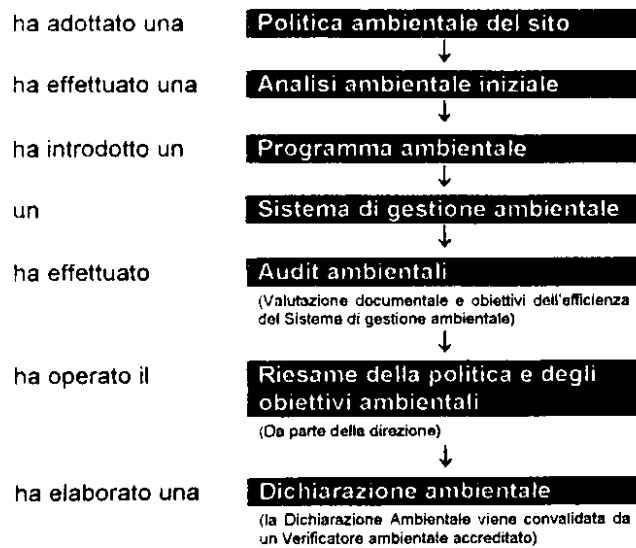 ha adottato una Politica ambientale del sito
ha effettuato una Analisi ambientale iniziale
ha introdotto un Programma ambientale
un Sistema di gestione ambientale
ha effettuato Audit ambientali
(Valutazione documentale e obiettivi dell'efficienza
del Sistema di gestione ambientale)
ha operato il Riesame della politica e degli
obiettivi ambientali
(Da parte della direzione)
ha elaborato una Dichiarazione ambientale
(la Dichiarazione Ambientale viene convalidata da
un Verificatore ambientale accreditato)